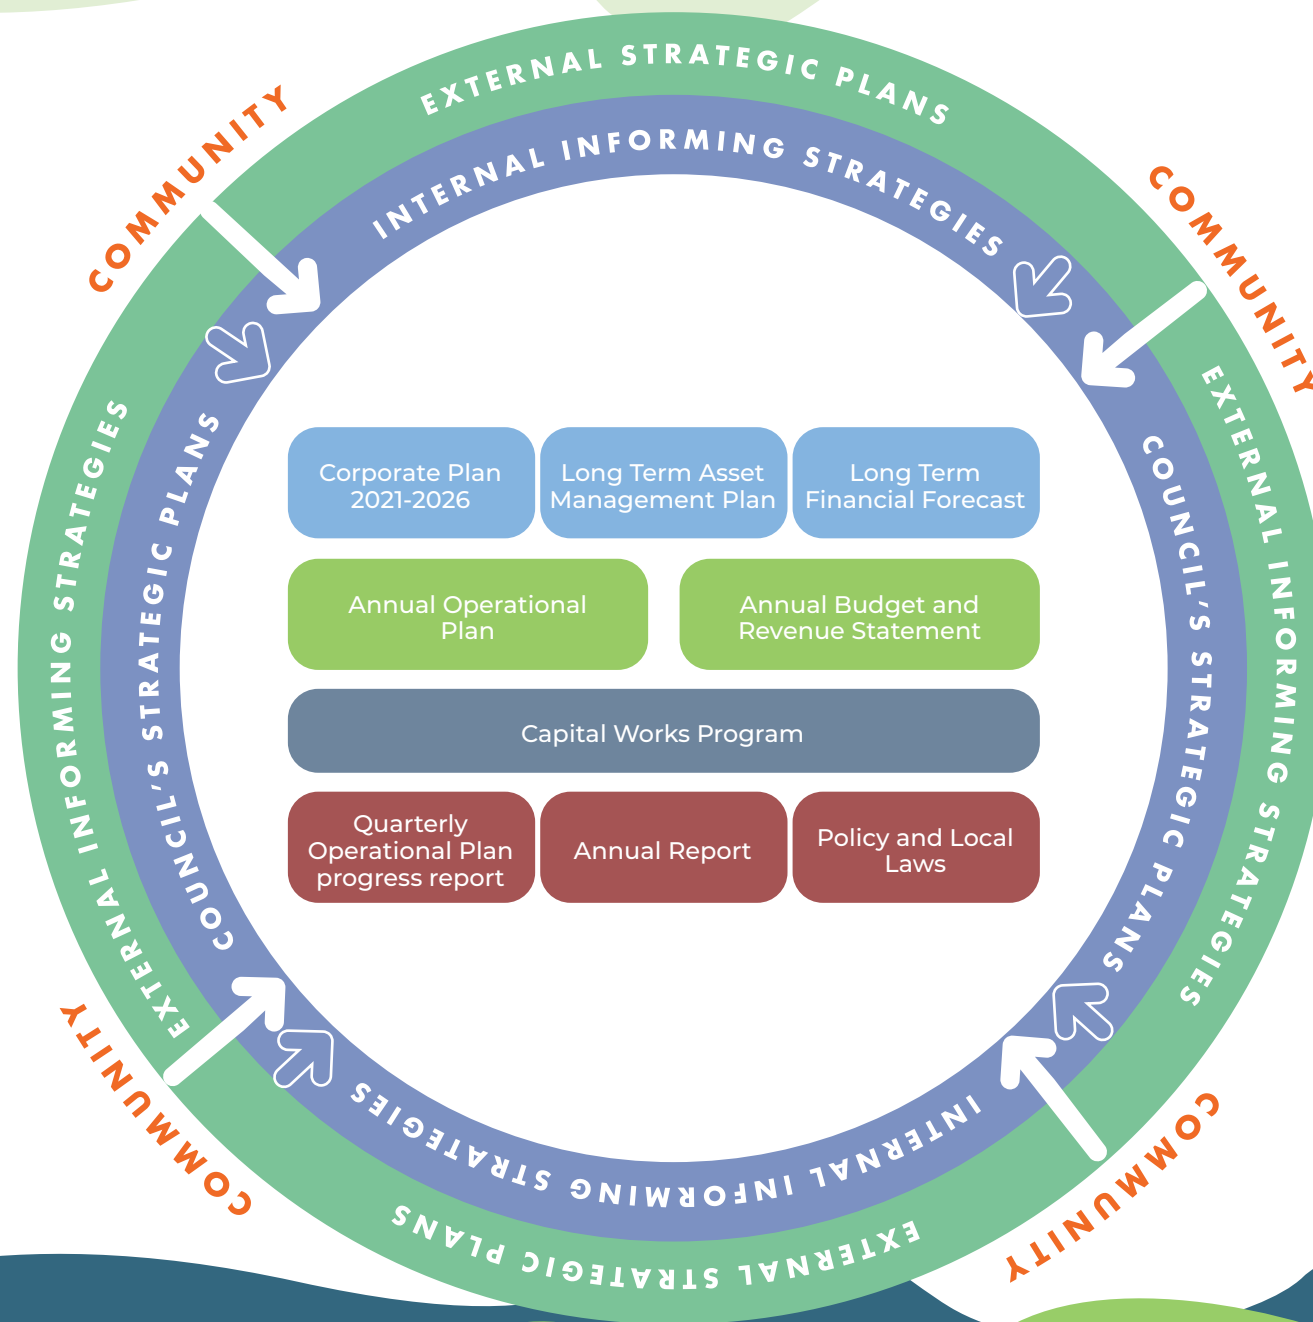 EXTERNAL STRATEGIC PLANS
INTERNAL INFORMING STRATEGIES
COMMUNITY
COMMUNITY
EXTERNAL INFORMING STRATEGIES
COUNCIL'S STRATEGIC PLANS
COUNCIL'S STRATEGIC PLANS
EXTERNAL INFORMING STRATEGIES
Corporate Plan
2021-2026
Long Term Asset
Management Plan
Long Term
Financial Forecast
Annual Operational
Plan
Annual Budget and
Revenue Statement
Capital Works Program
Quarterly
Operational Plan
progress report
Annual Report
Policy and Local
Laws
COMMUNITY
COMMUNITY
INTERNAL INFORMING STRATEGIES
EXTERNAL STRATEGIC PLANS